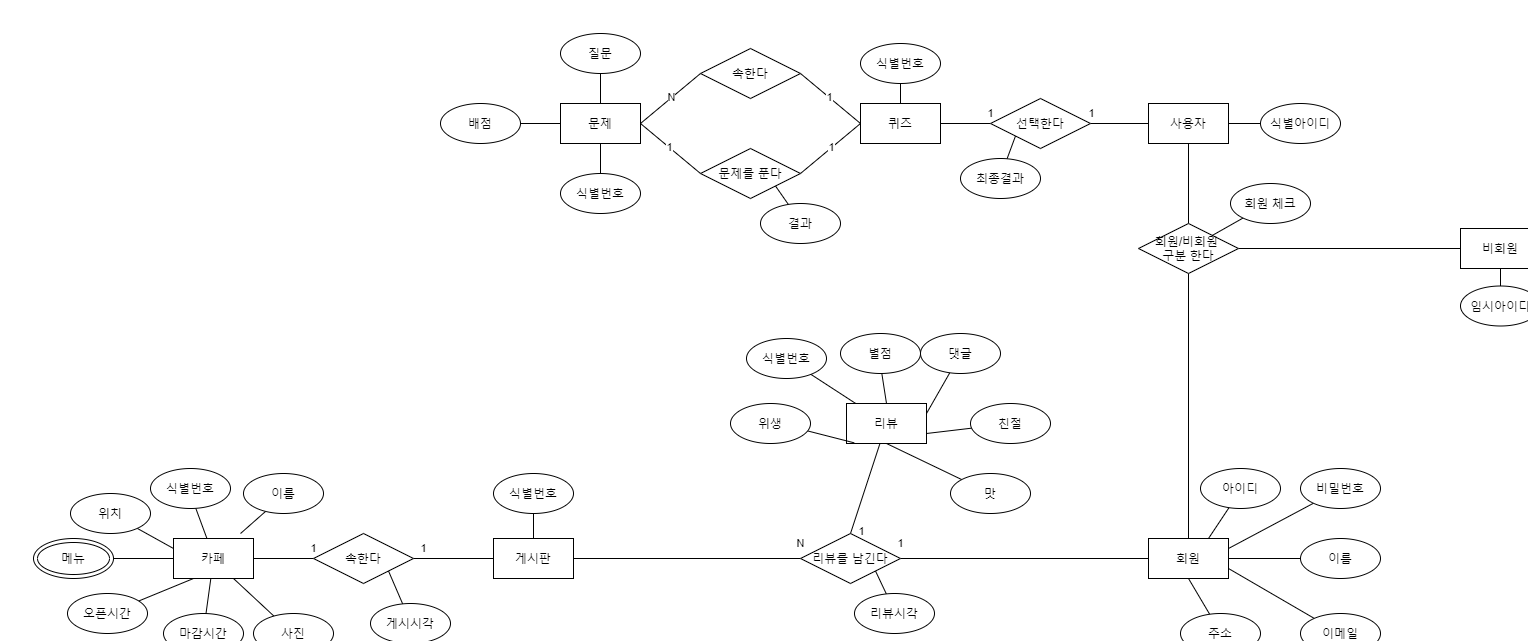 질문
속한다
식별번호
N
1
배점
문제
퀴즈
1
선택한다
1
사용자
식별아이디
1
1
문제를 푼다
최종결과
식별번호
결과
회원 체크
회원/비회원
구분 한다
비회원
임시아이디
식별번호
별점
댓글
위생
리뷰
친절
맛
식별번호
이름
위치
식별번호
아이디
비밀번호
메뉴
카페
1
속한다
1
게시판
N
리뷰를 남긴다
1
1
회원
이름
오픈시간
마감시간
사진
게시시각
리뷰시각
주소
이메일